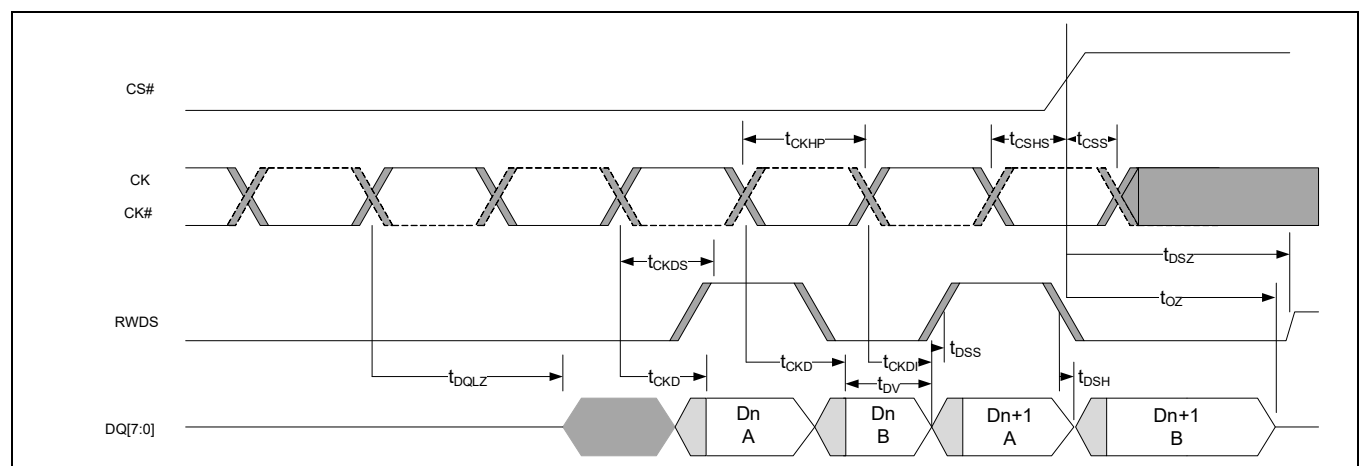 CS#
tCKHP
tCSHS
tCSS
CK
CK#
tDSZ
tCKDS
tOZ
RWDS
tDSS
tCKD
tCKDI
tDQLZ
tCKD
tDV
tDSH
DQ[7:0]
Dn
A
Dn
B
Dn+1
A
Dn+1
B